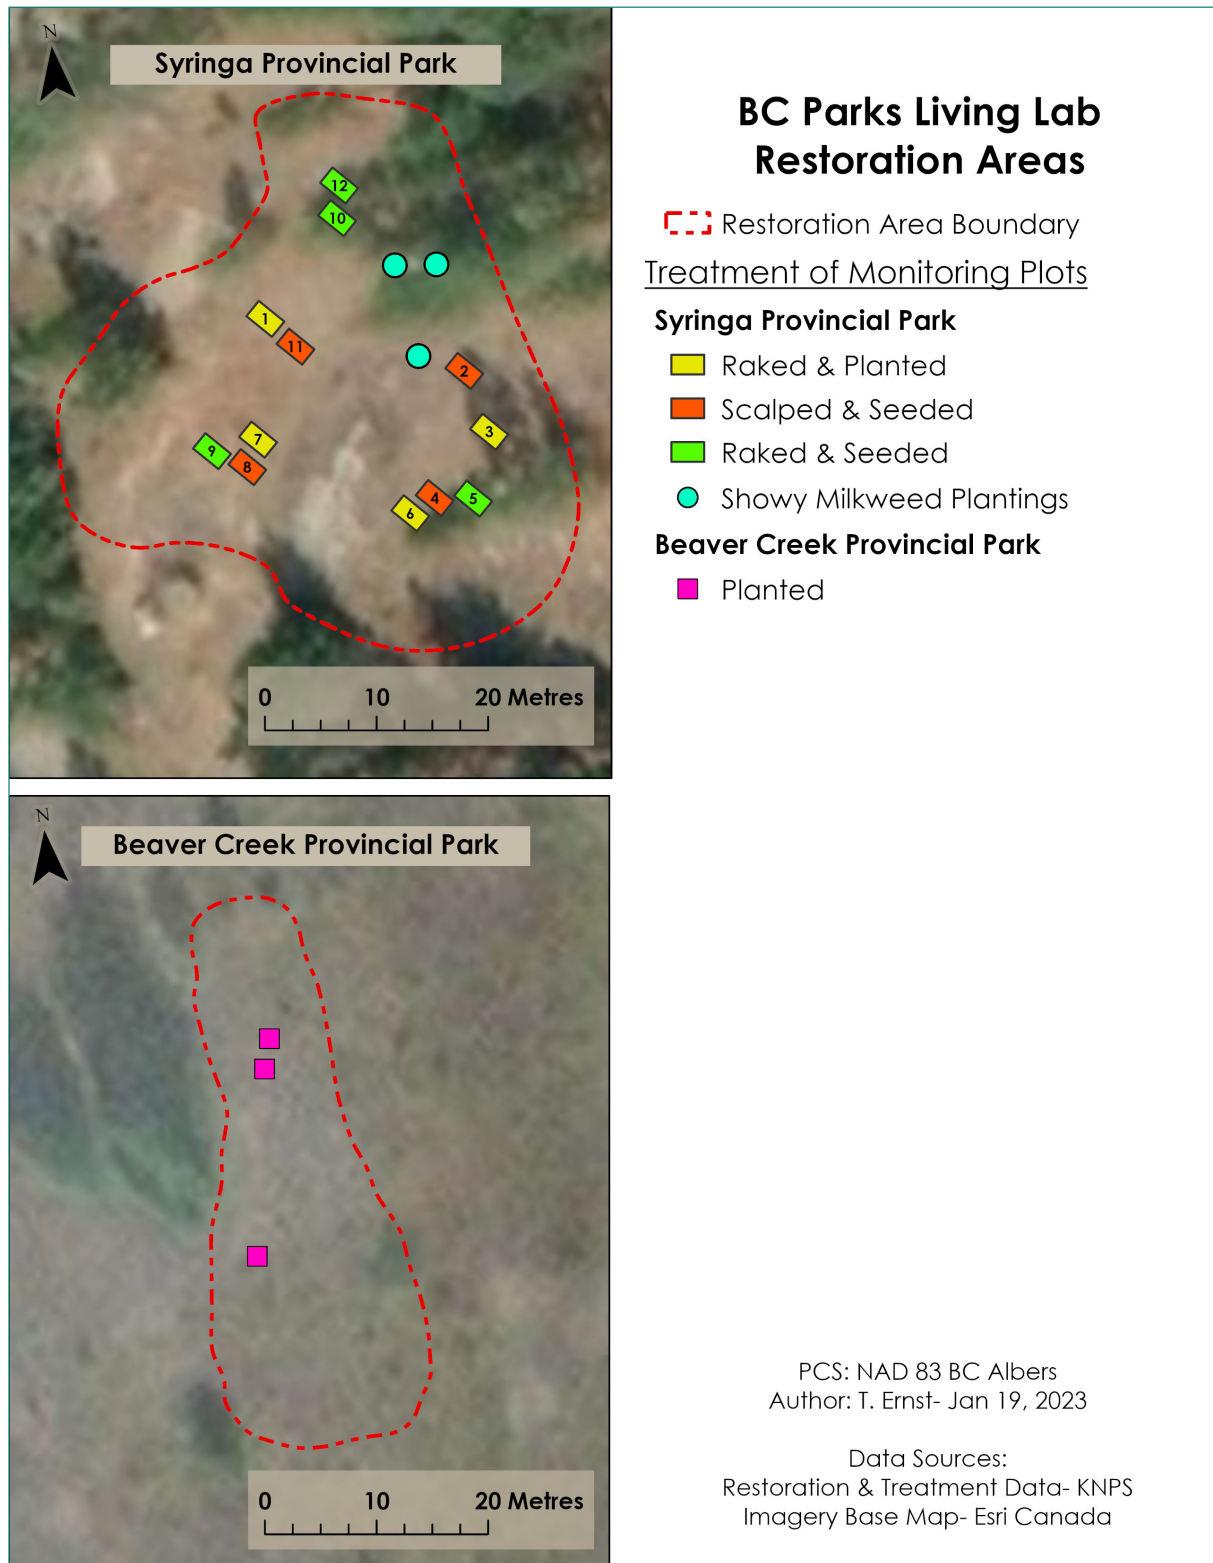 N
Syringa Provincial Park
12
10
1
11
2
3
7
9
8
4
5
6
0 10 20 Metres
BC Parks Living Lab
Restoration Areas
Restoration Area Boundary
Treatment of Monitoring Plots
Syringa Provincial Park
Raked & Planted
Scalped & Seeded
Raked & Seeded
Showy Milkweed Plantings
Beaver Creek Provincial Park
Planted
N
Beaver Creek Provincial Park
0 10 20 Metres
PCS: NAD 83 BC Albers
Author: T. Ernst- Jan 19, 2023
Data Sources:
Restoration & Treatment Data- KNPS
Imagery Base Map- Esri Canada